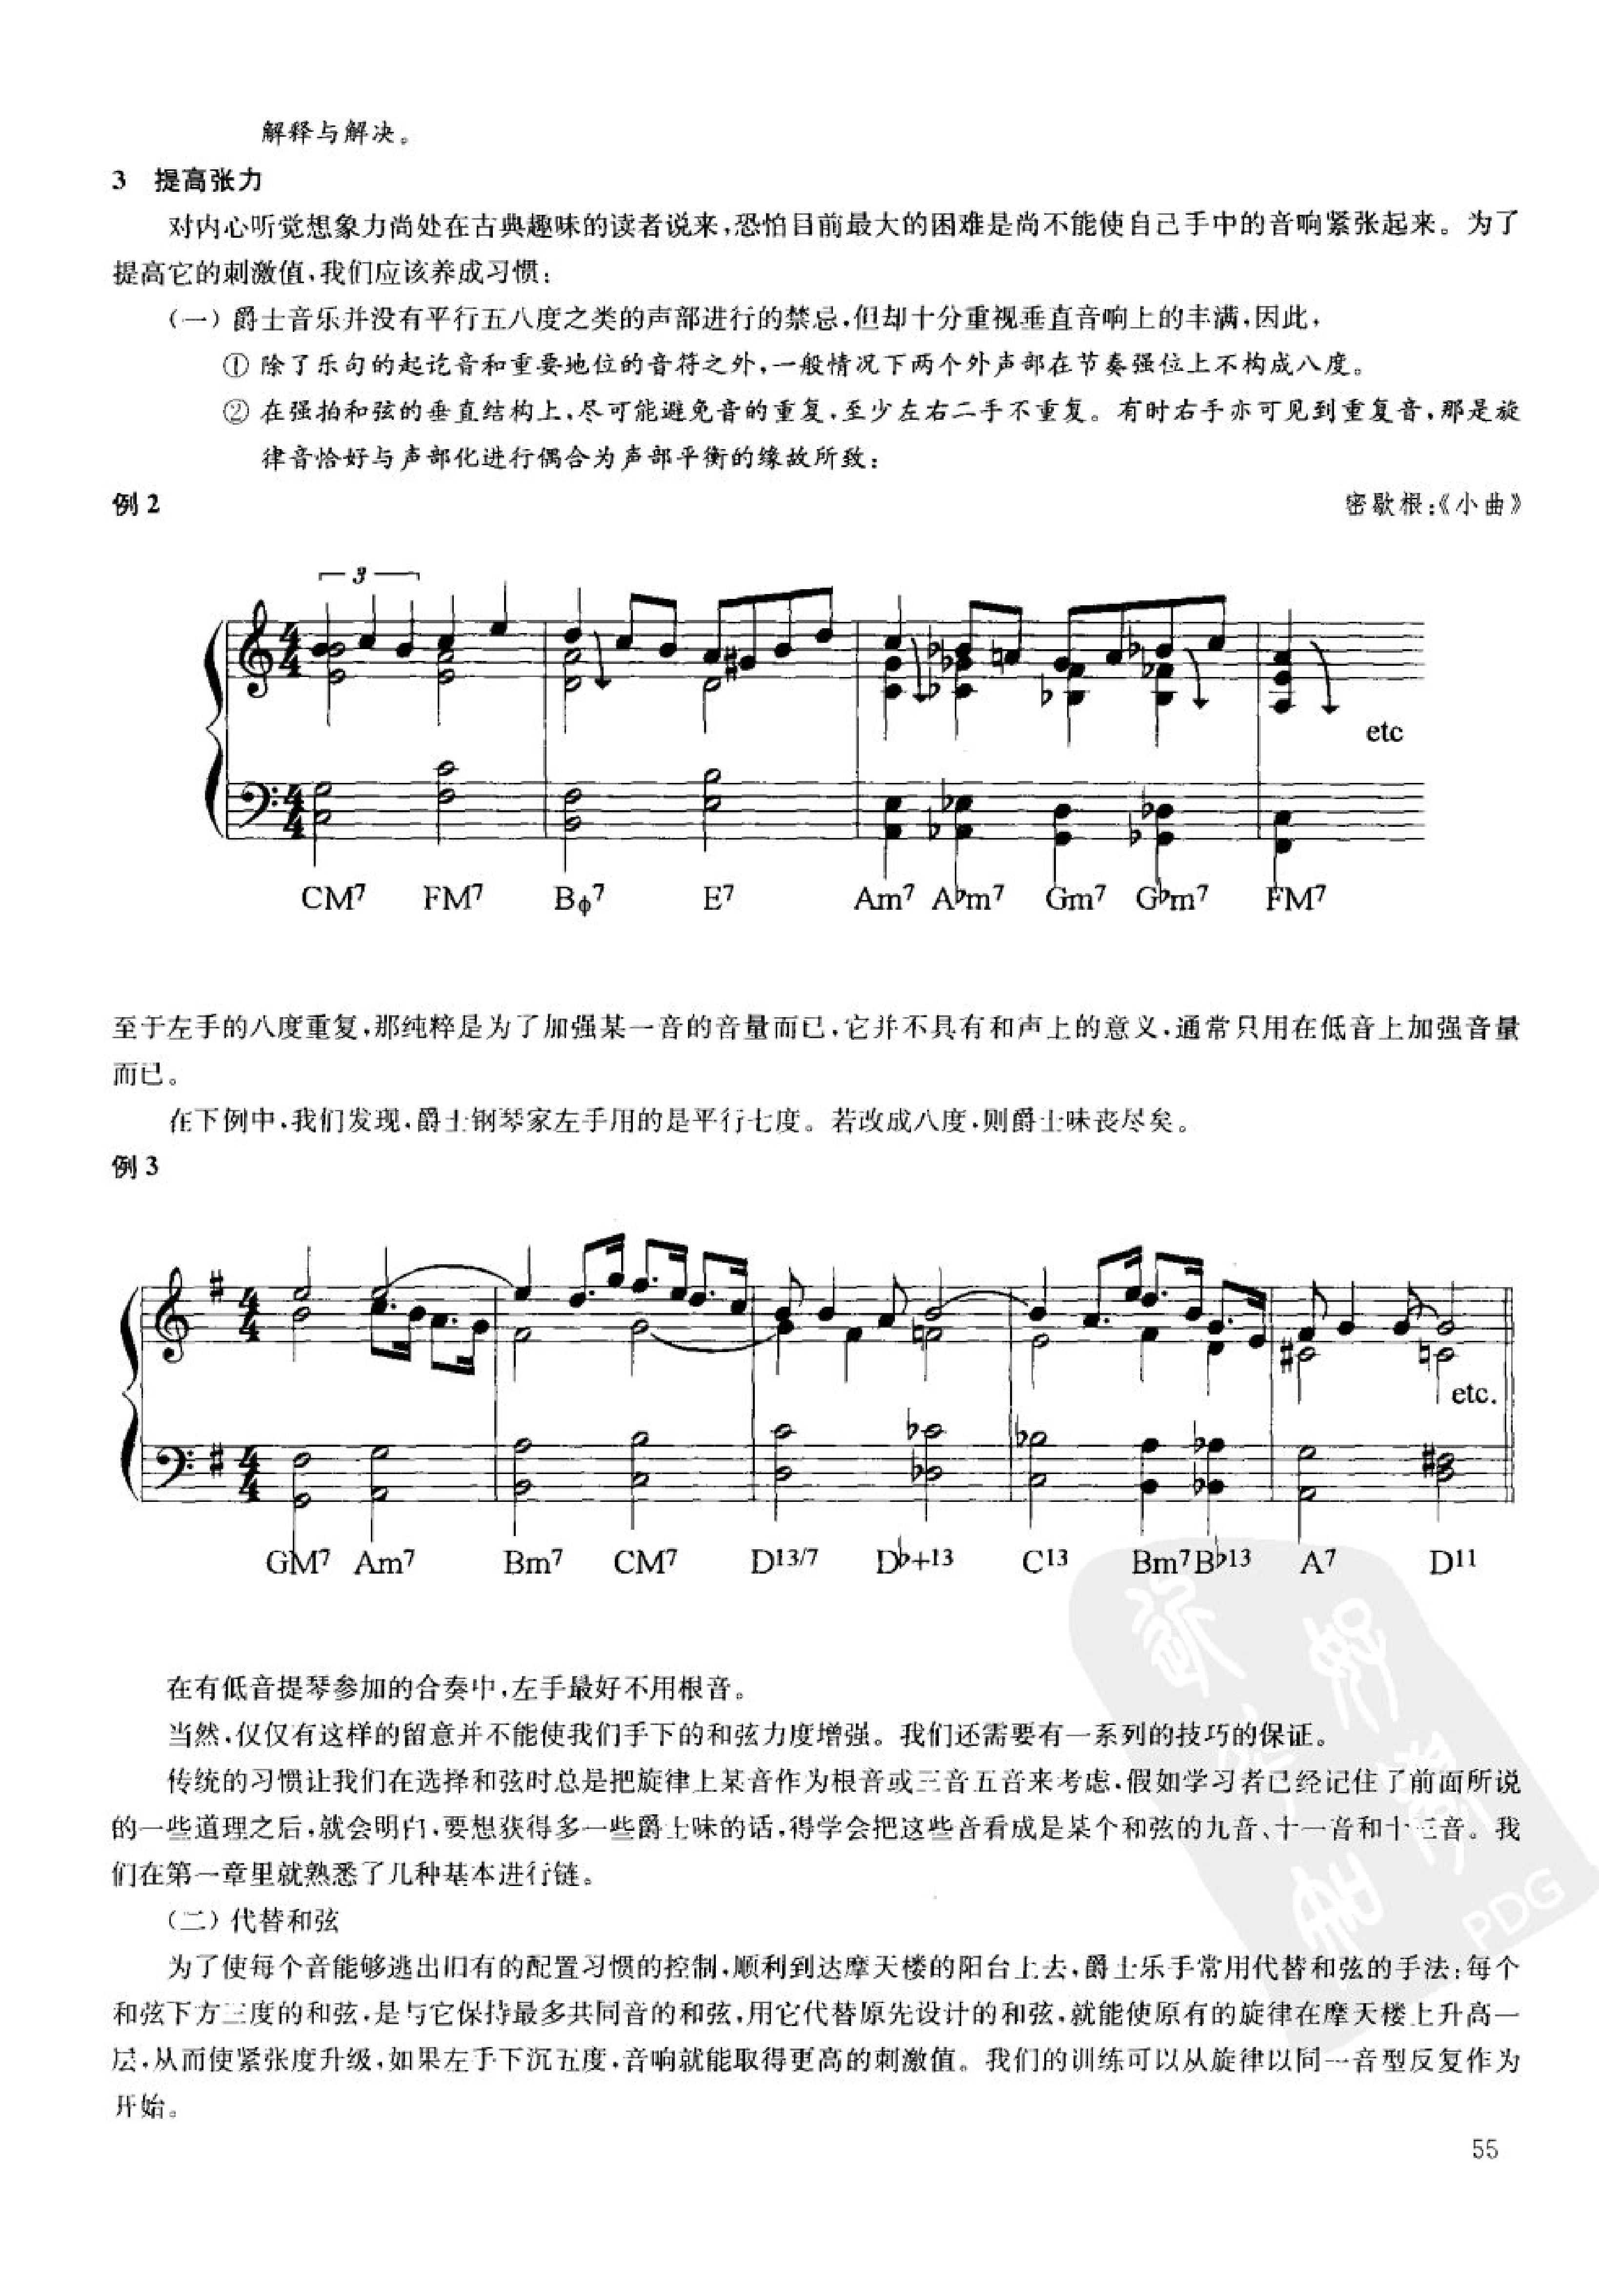 解释与解决。
3 提高张力
对内心听觉想象力尚处在古典趣味的读者说来,恐怕目前最大的困难是尚不能使自己手中的音响紧张起来。为了
提高它的刺激值,我们应该养成习惯:
(一)爵士音乐并没有平行五八度之类的声部进行的禁忌,但却十分重视垂直音响上的丰满,因此,
① 除了乐句的起讫音和重要地位的音符之外,一般情况下两个外声部在节奏强位上不构成八度。
② 在强拍和弦的垂直结构上,尽可能避免音的重复,至少左右二手不重复。有时右手亦可见到重复音,那是旋
律音恰好与声部化进行偶合为声部平衡的缘故所致:
例 2 密歇根:《小曲》
3
etc
CM7 FM7 Bϕ7 E7 Am7 A♭m7 Gm7 G♭m7 FM7
至于左手的八度重复,那纯粹是为了加强某一音的音量而已,它并不具有和声上的意义,通常只用在低音上加强音量
而已。
在下例中,我们发现,爵士钢琴家左手用的是平行七度。若改成八度,则爵士味丧尽矣。
例 3
etc.
GM7 Am7 Bm7 CM7 D13/7 D♭+13 C13 Bm7 B♭13 A7 D11
在有低音提琴参加的合奏中,左手最好不用根音。
当然,仅仅有这样的留意并不能使我们手下的和弦力度增强。我们还需要有一系列的技巧的保证。
传统的习惯让我们在选择和弦时总是把旋律上某音作为根音或三音五音来考虑,假如学习者已经记住了前面所说
的一些道理之后,就会明白,要想获得多一些爵士味的话,得学会把这些音看成是某个和弦的九音、十一音和十三音。我
们在第一章里就熟悉了几种基本进行链。
(二)代替和弦
为了使每个音能够逃出旧有的配置习惯的控制,顺利到达摩天楼的阳台上去,爵士乐手常用代替和弦的手法:每个
和弦下方三度的和弦,是与它保持最多共同音的和弦,用它代替原先设计的和弦,就能使原有的旋律在摩天楼上升高一
层,从而使紧张度升级,如果左手下沉五度,音响就能取得更高的刺激值。我们的训练可以从旋律以同一音型反复作为
开始。
PDG
55